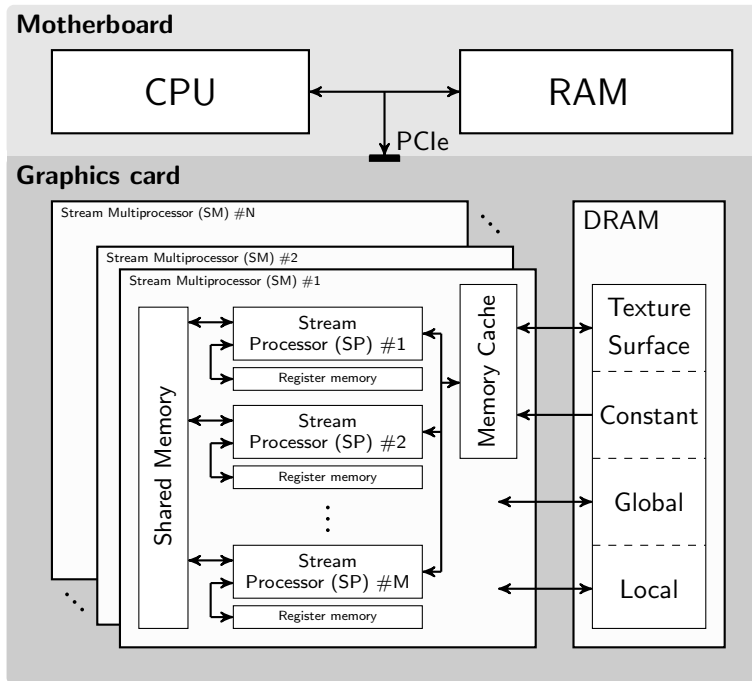 Motherboard
CPU
RAM
PCIe
Graphics card
Stream Multiprocessor (SM) #N
Stream Multiprocessor (SM) #2
Stream Multiprocessor (SM) #1
Shared Memory
Stream
Processor (SP) #1
Register memory
Stream
Processor (SP) #2
Register memory
Stream
Processor (SP) #M
Register memory
Memory Cache
DRAM
Texture
Surface
Constant
Global
Local